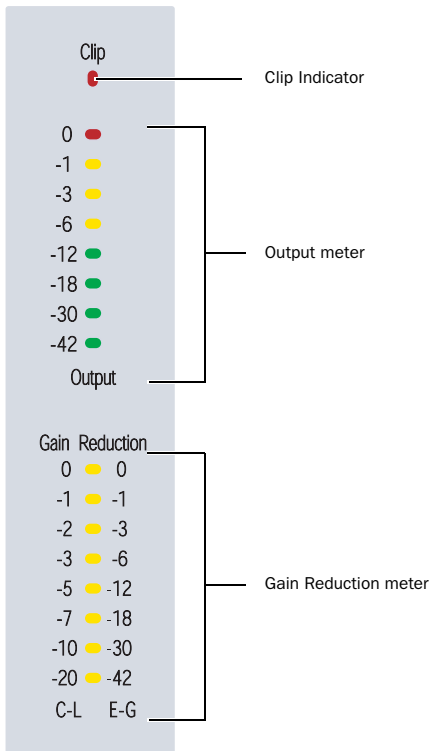 Clip
Clip Indicator
0
-1
-3
-6
-12
Output meter
-18
-30
-42
Output
Gain Reduction
0 0
-1 -1
-2 -3
-3 -6
-5 -12
Gain Reduction meter
-7 -18
-10 -30
-20 -42
C-L E-G